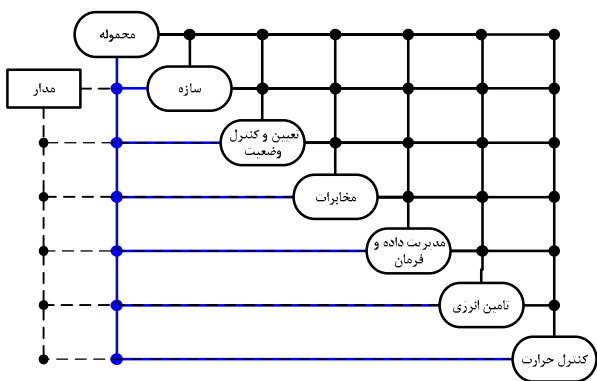 محموله
سازه
مدار
تعیین و کنترل
وضعیت
مخابرات
مدیریت داده و
فرمان
تامین انرژی
کنترل حرارت